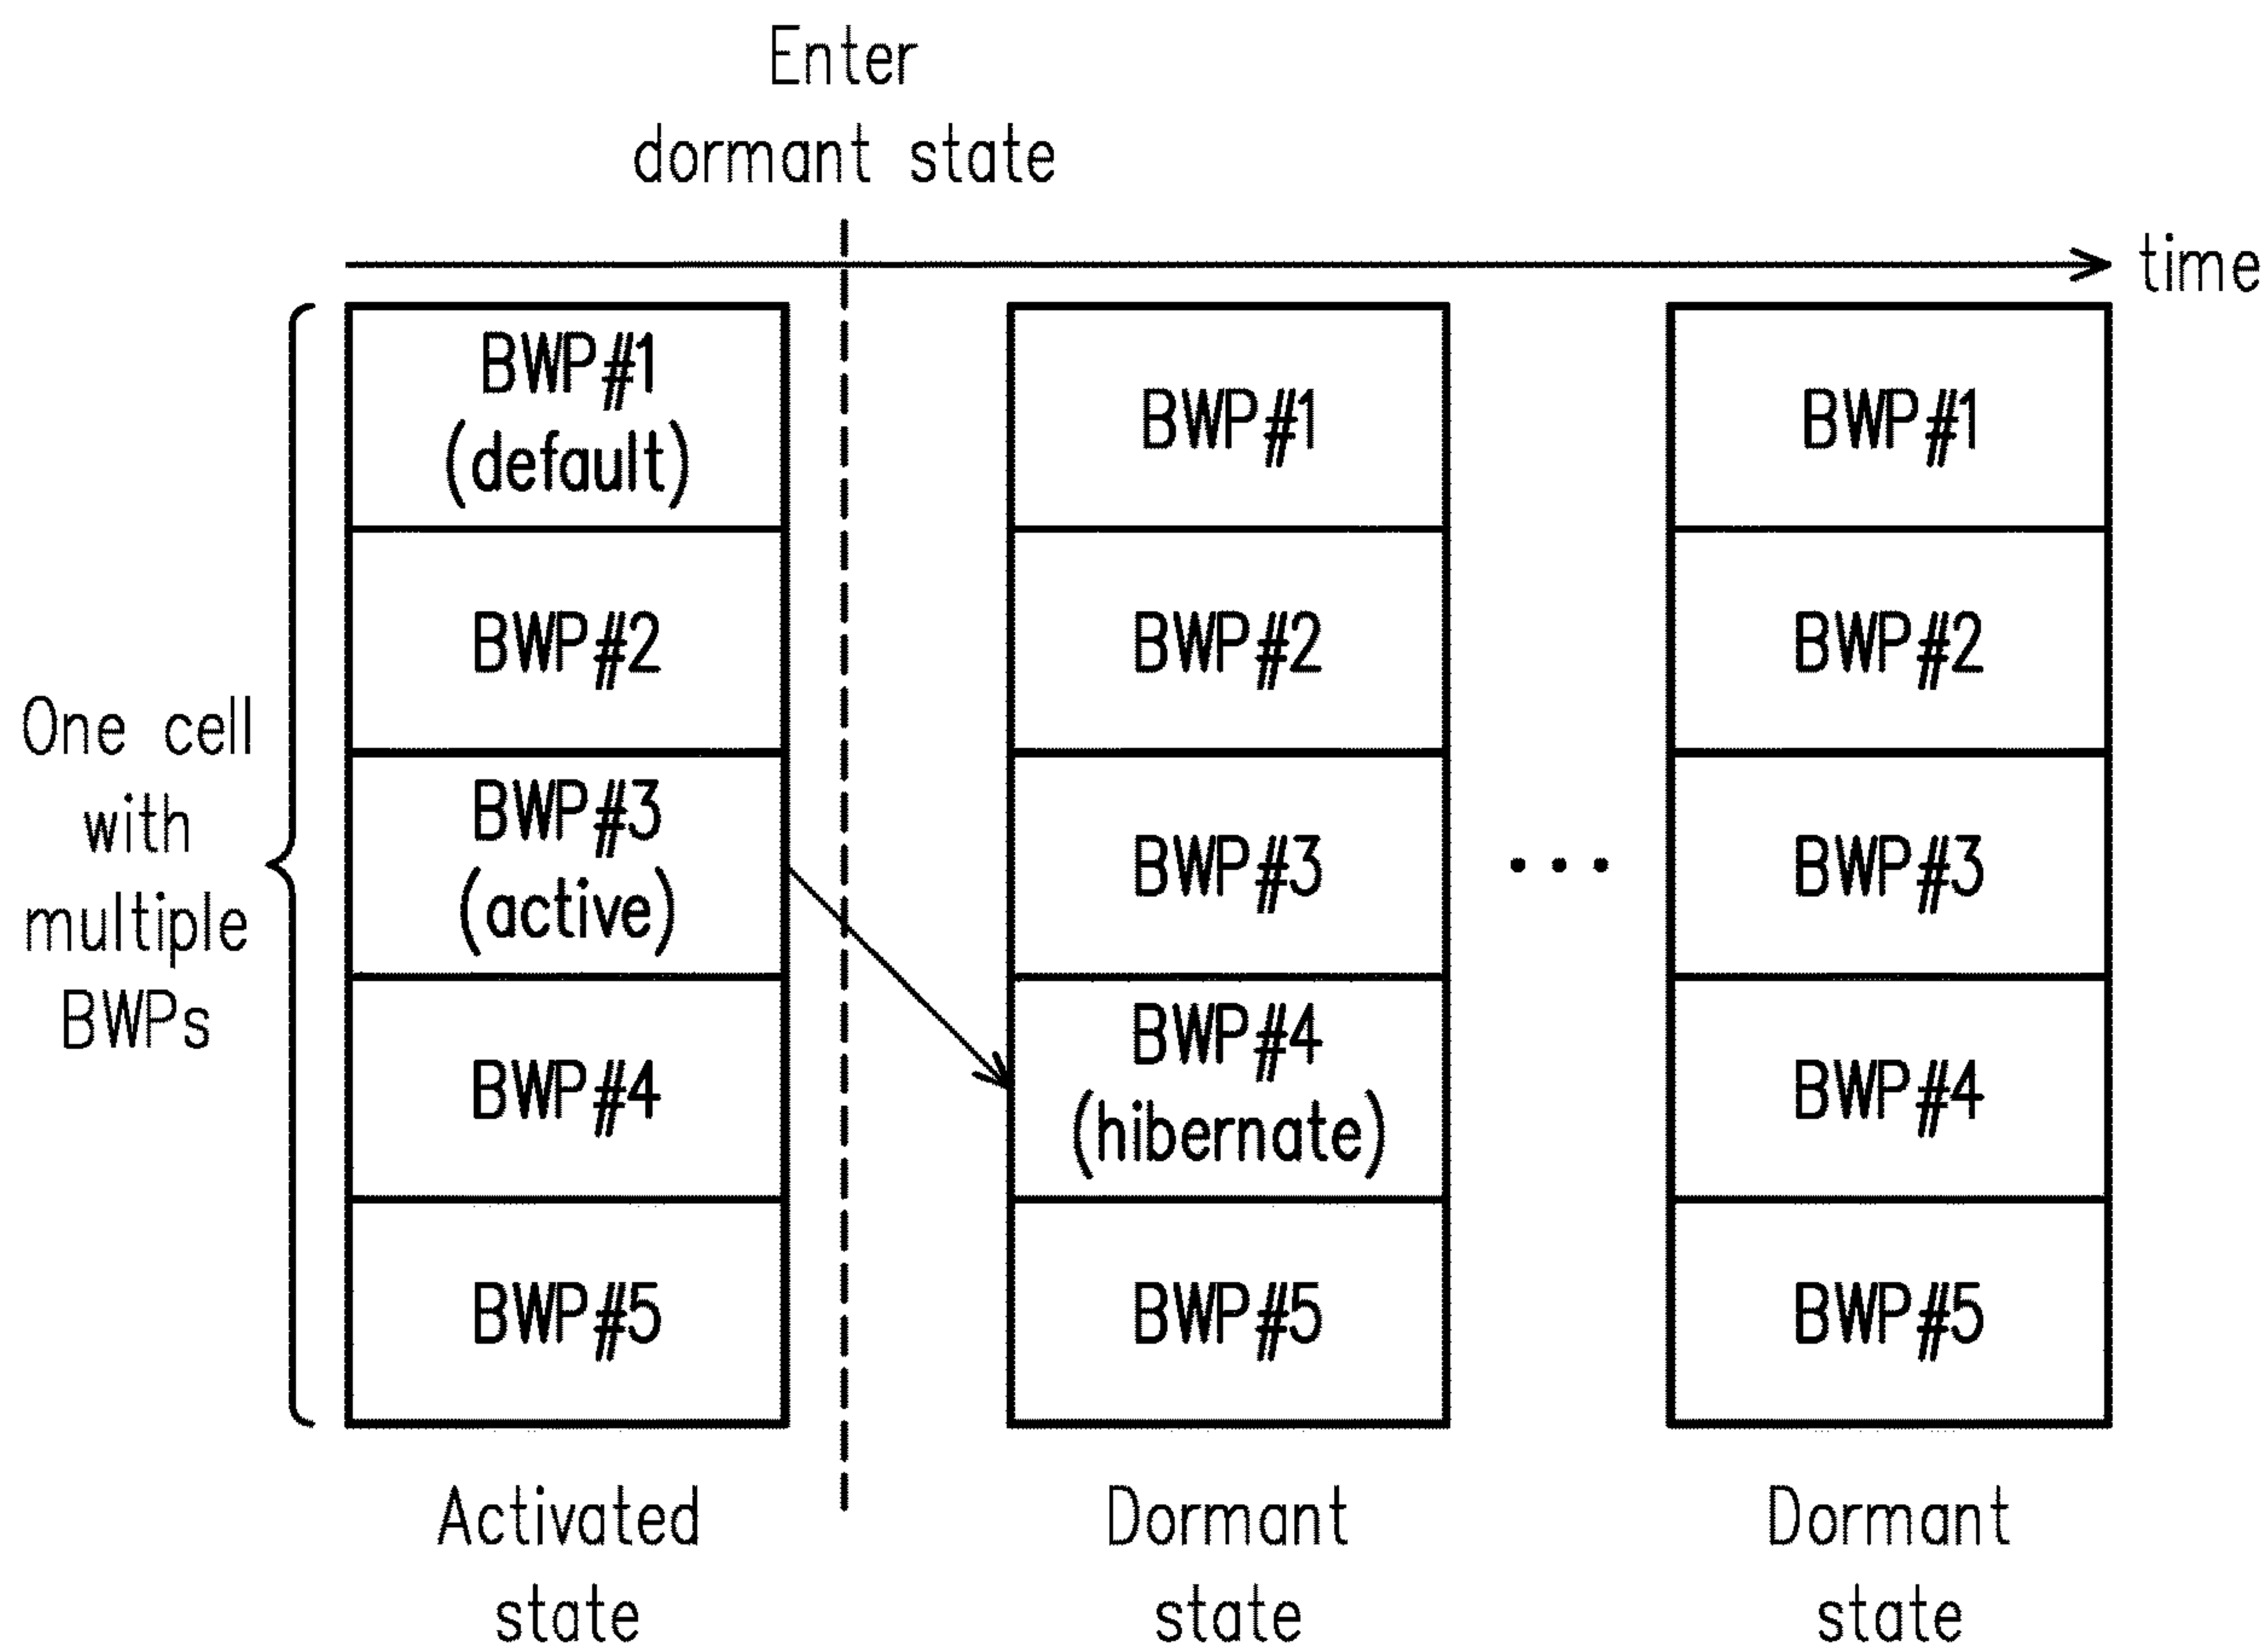 Enter
dormant state
time
One cell
with
multiple
BWPs
BWP#1
(default)
BWP#2
BWP#3
(active)
BWP#4
BWP#5
Activated
state
BWP#1
BWP#2
BWP#3
BWP#4
(hibernate)
BWP#5
Dormant
state
...
BWP#1
BWP#2
BWP#3
BWP#4
BWP#5
Dormant
state